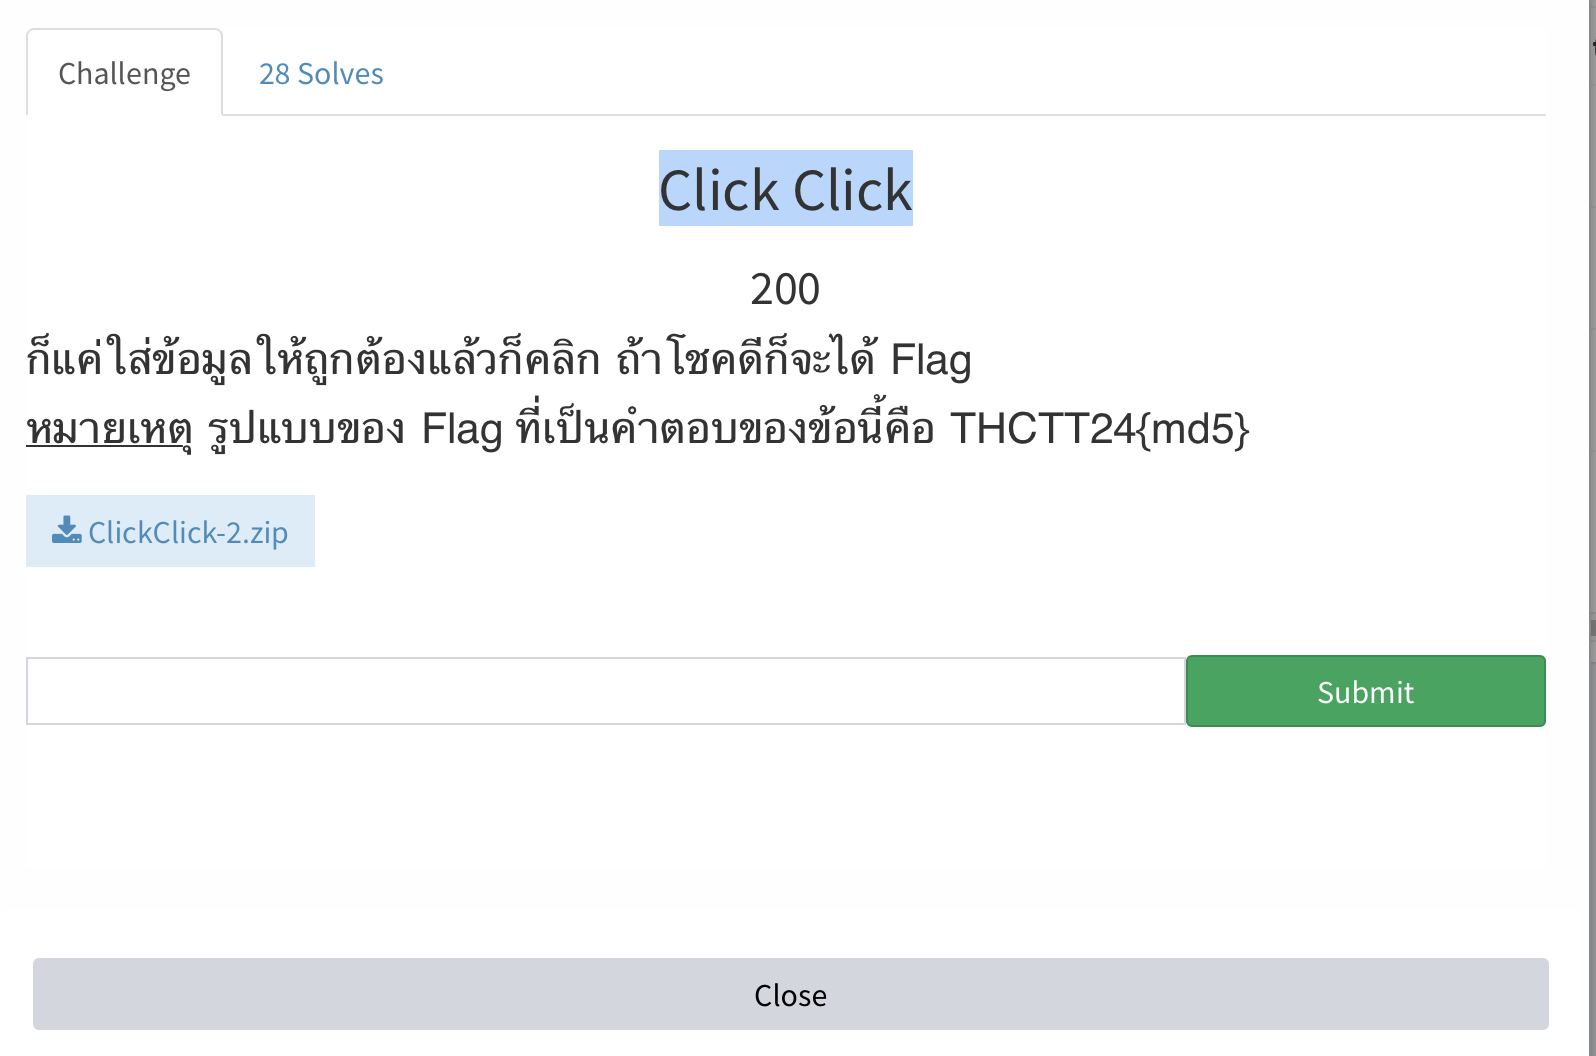 Challenge
28 Solves
Click Click
200
ก็แค่ใส่ข้อมูลให้ถูกต้องแล้วก็คลิก ถ้าโชคดีก็จะได้ Flag
หมายเหตุ รูปแบบของ Flag ที่เป็นคำตอบของข้อนี้คือ THCTT24{md5}
ClickClick-2.zip
Submit
Close